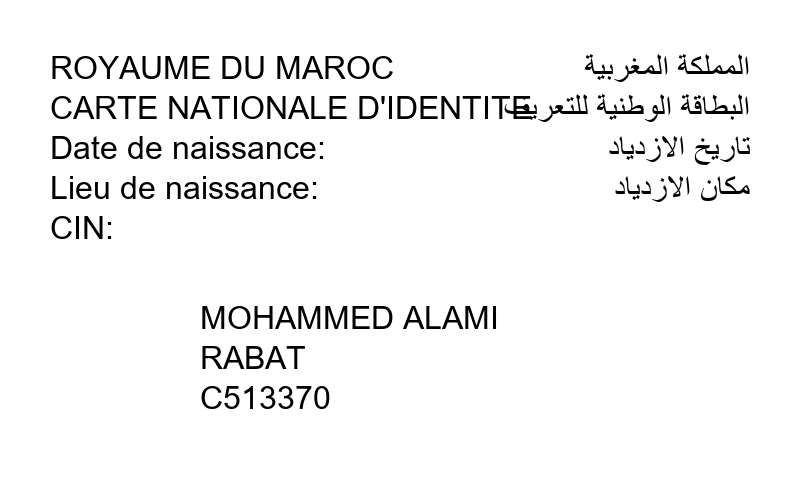 ROYAUME DU MAROC المملكة المغربية
CARTE NATIONALE D'IDENTITE البطاقة الوطنية للتعريف
Date de naissance: تاريخ الازدياد
Lieu de naissance: مكان الازدياد
CIN:
MOHAMMED ALAMI
RABAT
C513370